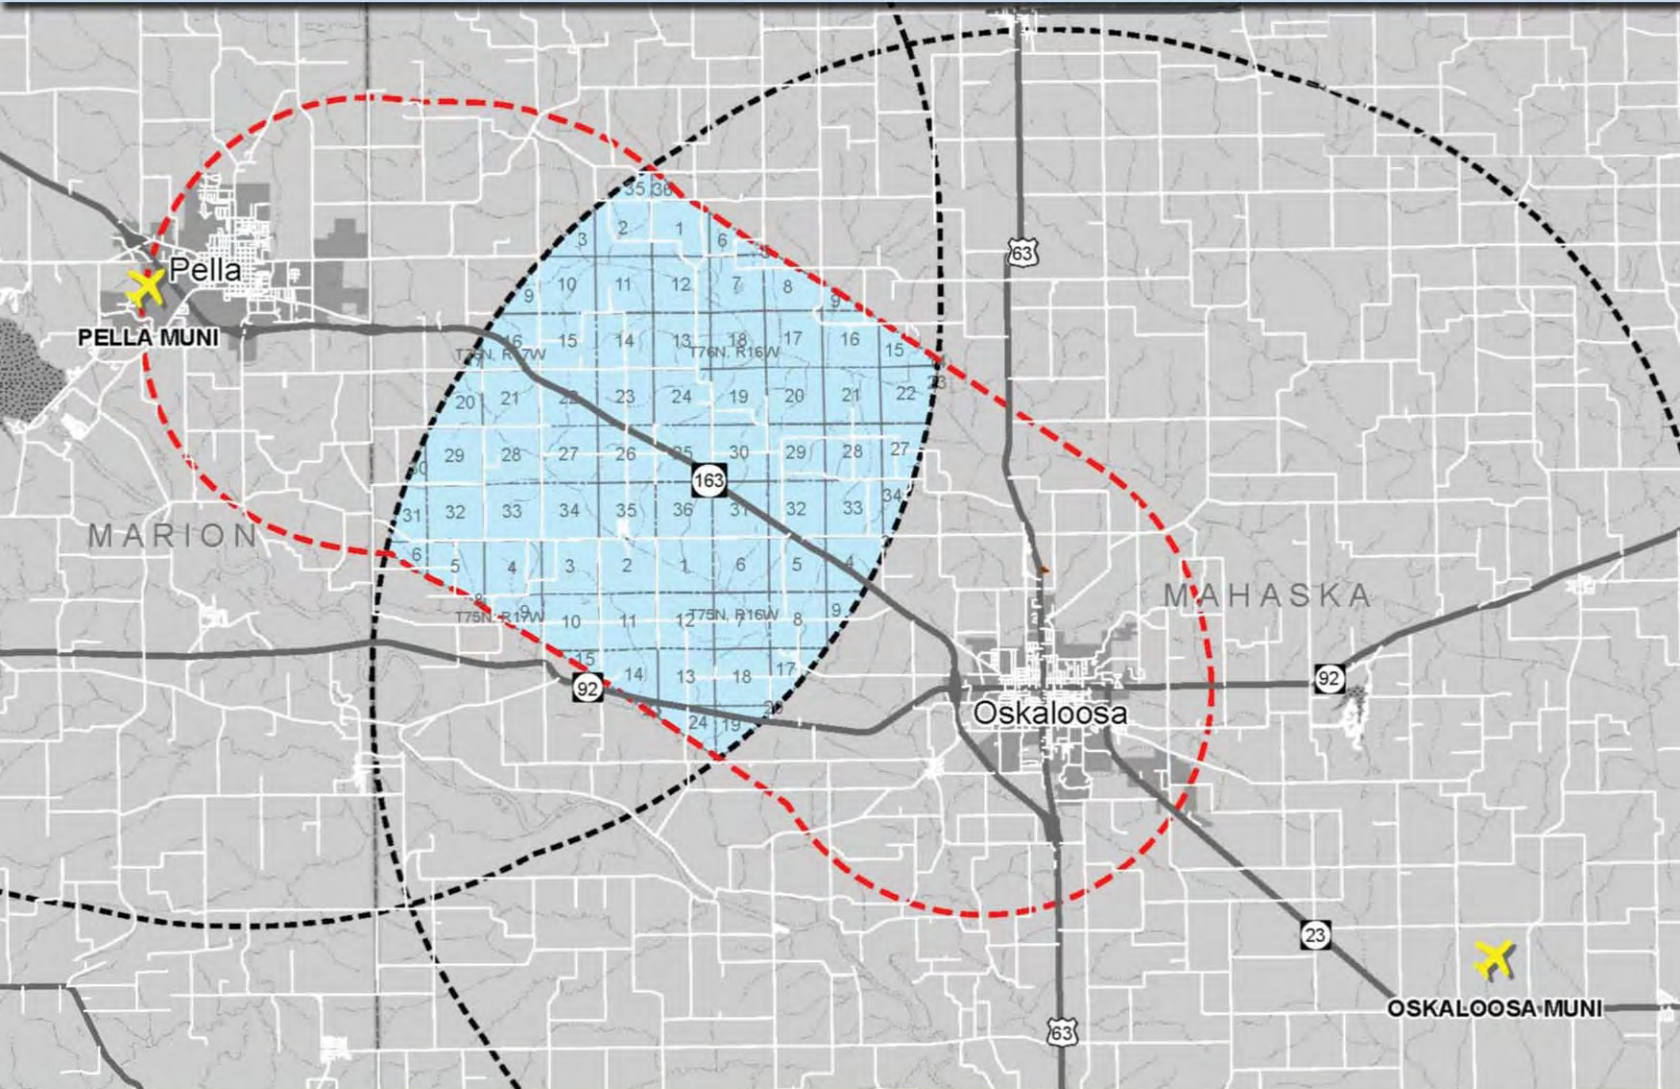 35 36
3 2 1 6 5
63
Pella
9 10 11 12 7 8 9
PELLA MUNI
16 15 14 13 18 17 16 15
T76N, R17W T76N, R16W
23
20 21 22 23 24 19 20 21 22
29 28 27 26 25 30 29 28 27
163
31 32 33 34 35 36 31 32 33 34
MARION
6 5 4 3 2 1 6 5 4
MAHASKA
8 9 10 11 12 7 8 9
T75N, R17W T75N, R16W
15 14 13 18 17
92 92
24 19 20
Oskaloosa
23
OSKALOOSA MUNI
63